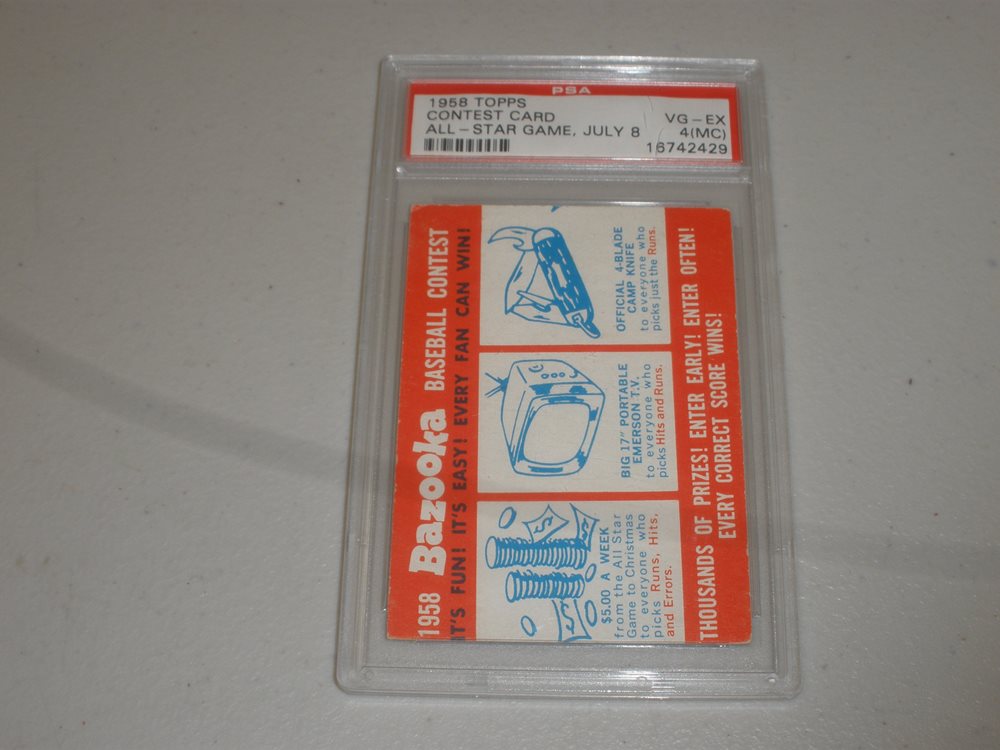 PSA
1958 TOPPS
CONTEST CARD VG-EX
ALL-STAR GAME, JULY 8 4(MC)
16742429
1958 Bazooka BASEBALL CONTEST
IT'S FUN! IT'S EASY! EVERY FAN CAN WIN!
$5.00 A WEEK
from the All Star
Game to Christmas
to everyone who
picks Runs, Hits,
and Errors.
BIG 17" PORTABLE
EMERSON T.V.
to everyone who
picks Hits and Runs.
OFFICIAL 4-BLADE
CAMP KNIFE
to everyone who
picks just the Runs.
THOUSANDS OF PRIZES! ENTER EARLY! ENTER OFTEN!
EVERY CORRECT SCORE WINS!